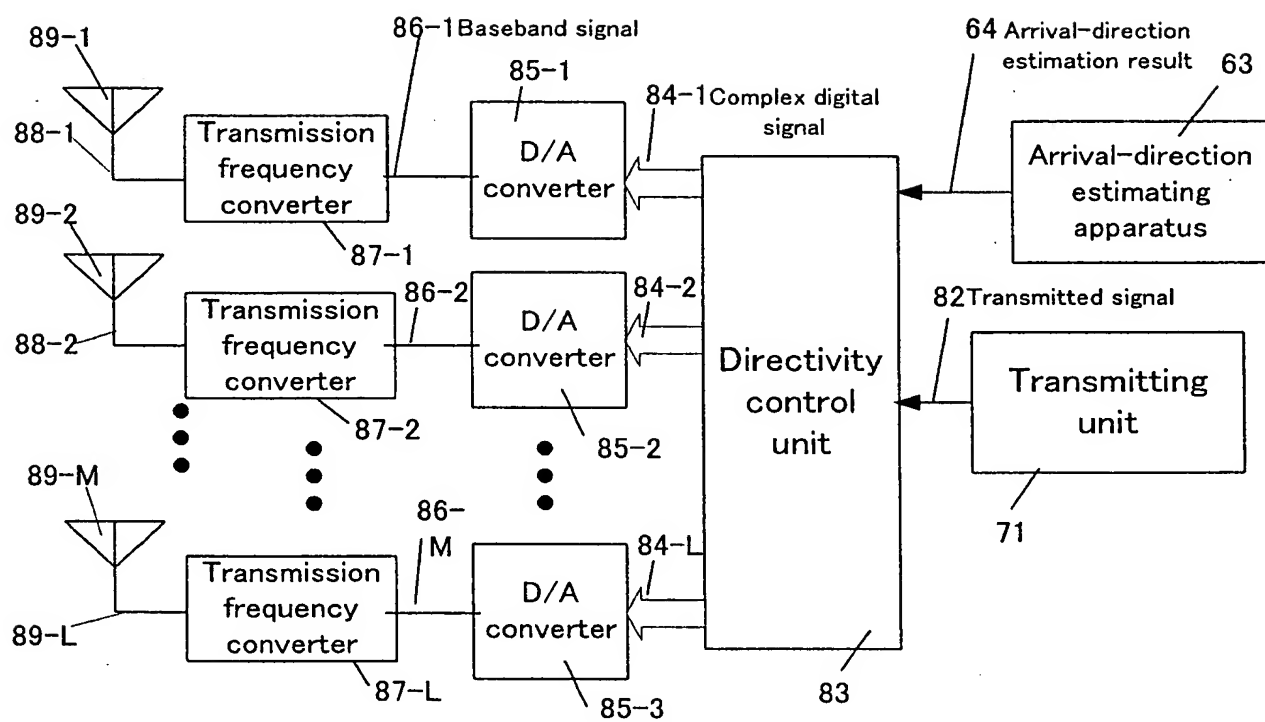 89-1
86-1 Baseband signal
64 Arrival-direction
estimation result
63
85-1
84-1 Complex digital
signal
88-1
Transmission
frequency
converter
D/A
converter
Arrival-direction
estimating
apparatus
89-2
87-1
86-2
84-2
82 Transmitted signal
88-2
Transmission
frequency
converter
D/A
converter
Directivity
control
unit
Transmitting
unit
87-2
85-2
89-M
86-
M
84-L
71
Transmission
frequency
converter
D/A
converter
89-L
87-L
85-3
83